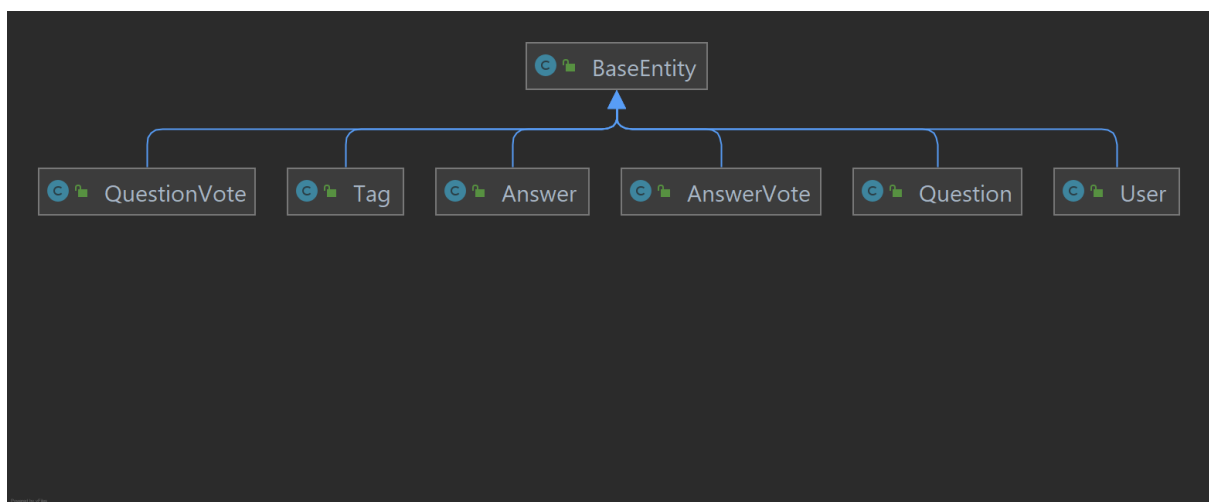 BaseEntity
QuestionVote
Tag
Answer
AnswerVote
Question
User